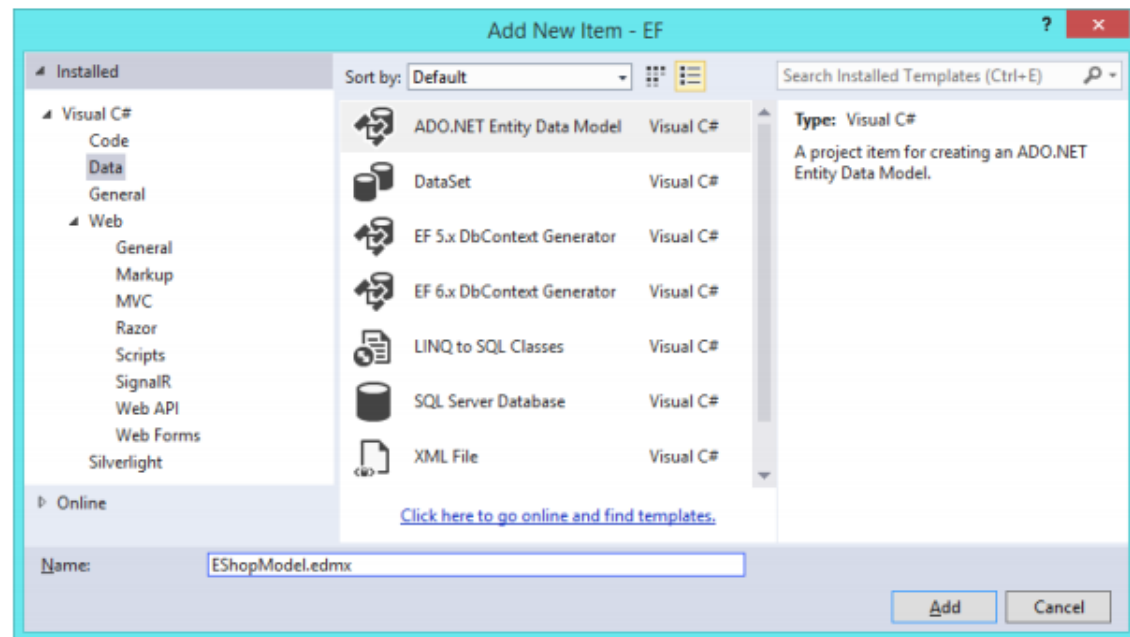 Add New Item - EF
?
×
Installed
Sort by: Default
Search Installed Templates (Ctrl+E)
Visual C#
Code
Data
General
Web
General
Markup
MVC
Razor
Scripts
SignalR
Web API
Web Forms
Silverlight
Online
ADO.NET Entity Data Model Visual C#
DataSet Visual C#
EF 5.x DbContext Generator Visual C#
EF 6.x DbContext Generator Visual C#
LINQ to SQL Classes Visual C#
SQL Server Database Visual C#
XML File Visual C#
Click here to go online and find templates.
Type: Visual C#
A project item for creating an ADO.NET
Entity Data Model.
Name: EShopModel.edmx
Add Cancel